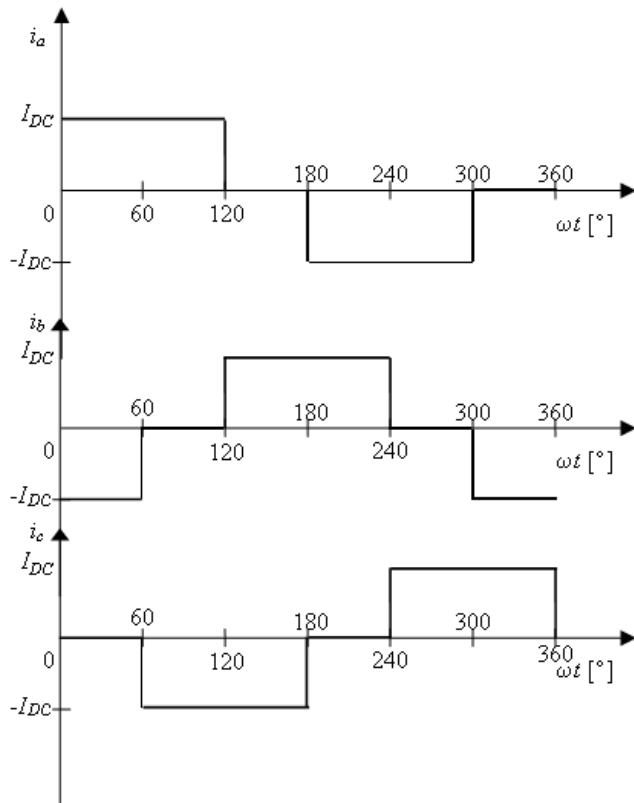 i_a
I_DC
180 240 300 360
0 60 120
ωt [°]
-I_DC
i_b
I_DC
60 180 300 360
0 120 240
ωt [°]
-I_DC
i_c
I_DC
60 180 300
0 120 240 360
ωt [°]
-I_DC